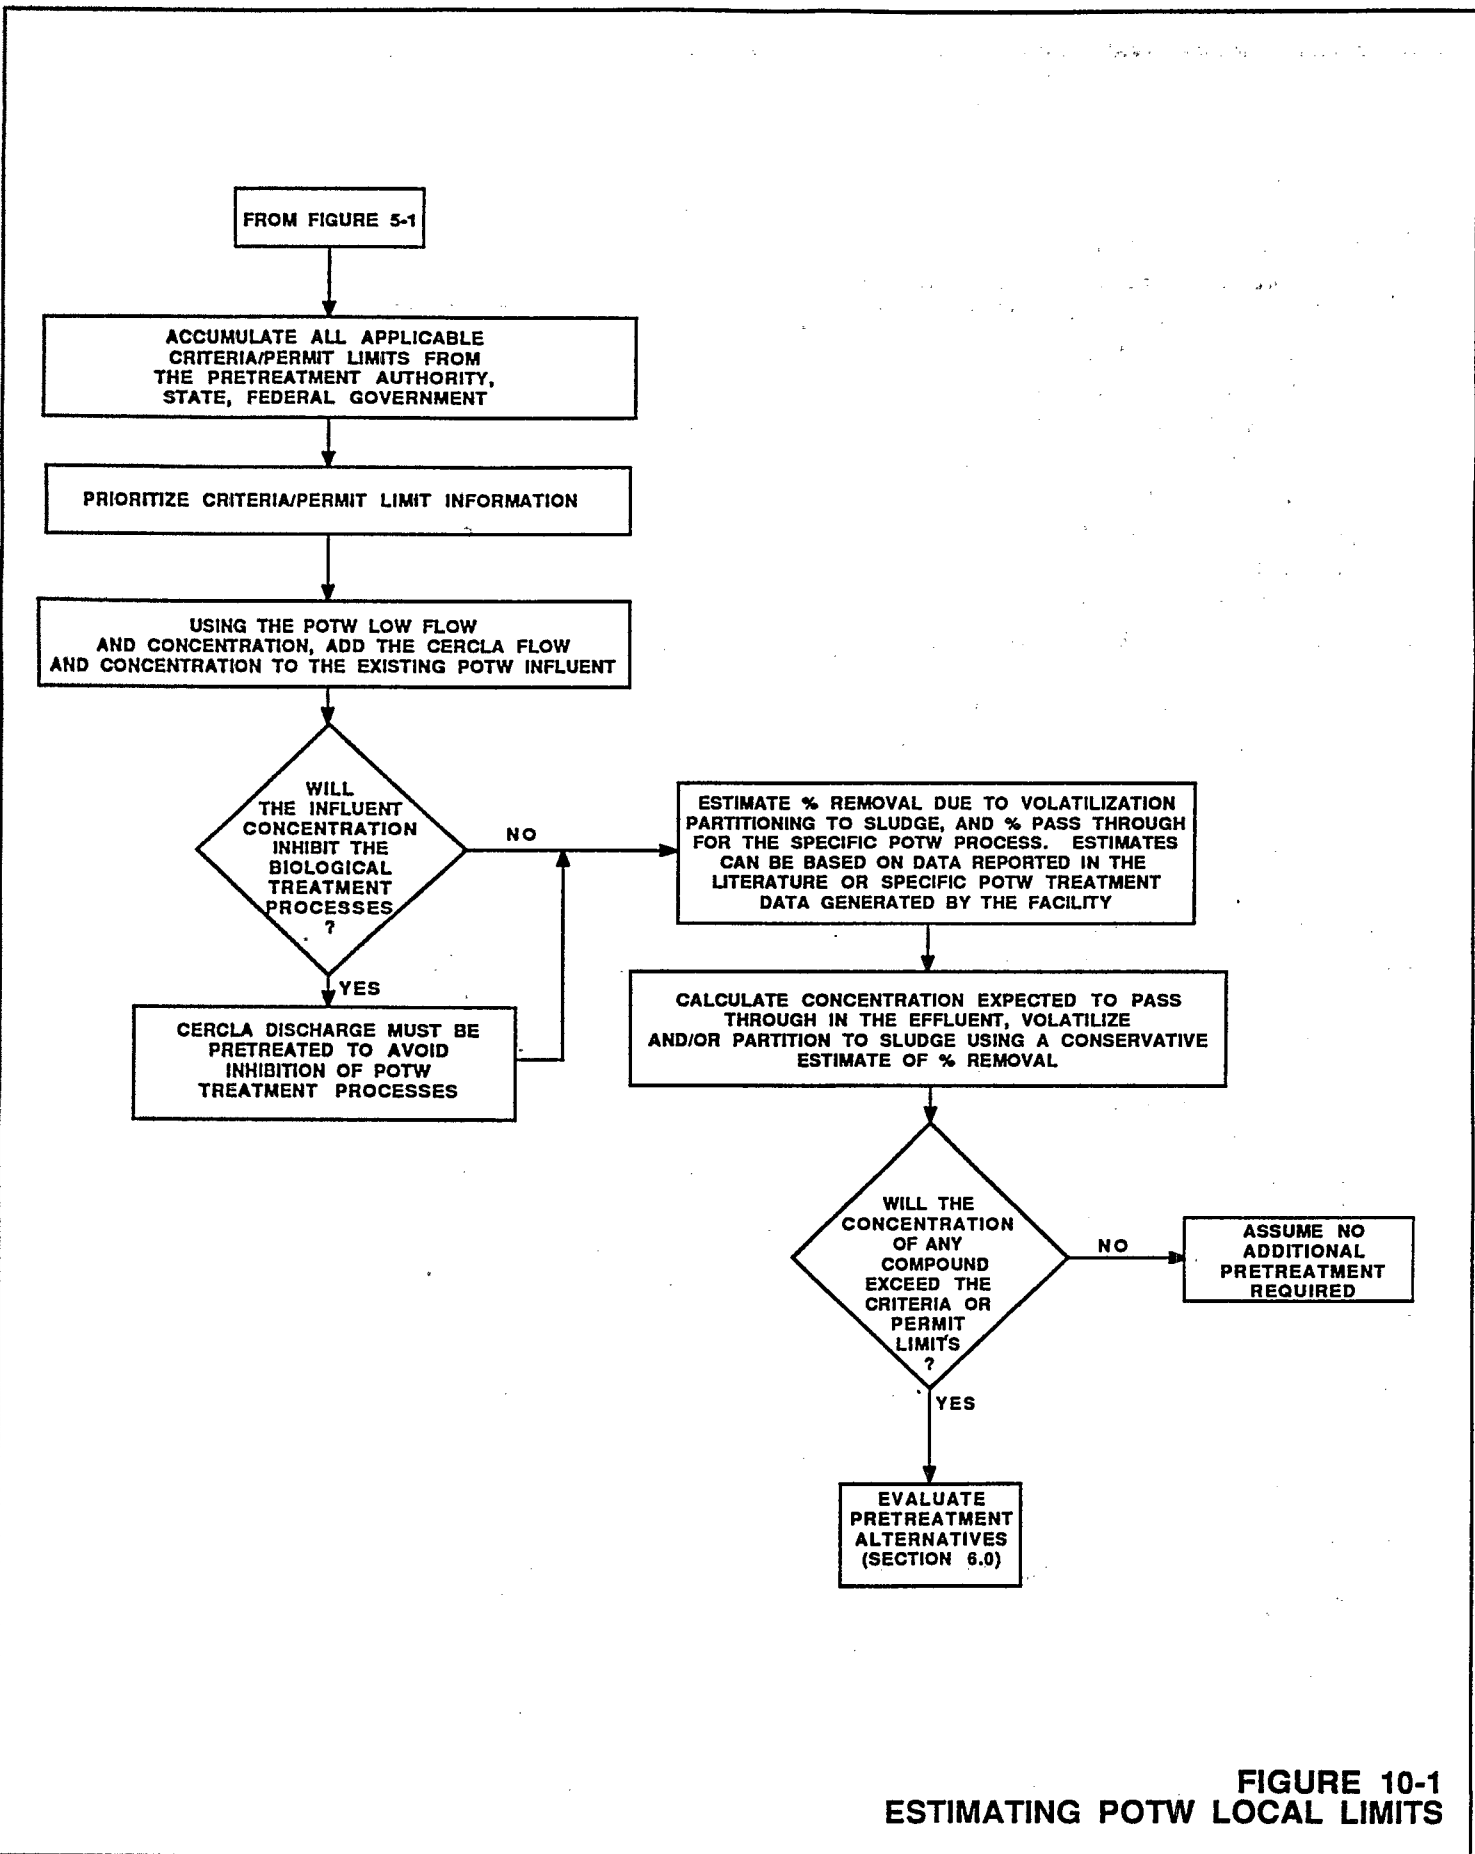 FROM FIGURE 5-1
ACCUMULATE ALL APPLICABLE
CRITERIA/PERMIT LIMITS FROM
THE PRETREATMENT AUTHORITY,
STATE, FEDERAL GOVERNMENT
PRIORITIZE CRITERIA/PERMIT LIMIT INFORMATION
USING THE POTW LOW FLOW
AND CONCENTRATION, ADD THE CERCLA FLOW
AND CONCENTRATION TO THE EXISTING POTW INFLUENT
WILL
THE INFLUENT
CONCENTRATION
INHIBIT THE
BIOLOGICAL
TREATMENT
PROCESSES
?
NO
YES
CERCLA DISCHARGE MUST BE
PRETREATED TO AVOID
INHIBITION OF POTW
TREATMENT PROCESSES
ESTIMATE % REMOVAL DUE TO VOLATILIZATION
PARTITIONING TO SLUDGE, AND % PASS THROUGH
FOR THE SPECIFIC POTW PROCESS. ESTIMATES
CAN BE BASED ON DATA REPORTED IN THE
LITERATURE OR SPECIFIC POTW TREATMENT
DATA GENERATED BY THE FACILITY
CALCULATE CONCENTRATION EXPECTED TO PASS
THROUGH IN THE EFFLUENT, VOLATILIZE
AND/OR PARTITION TO SLUDGE USING A CONSERVATIVE
ESTIMATE OF % REMOVAL
WILL THE
CONCENTRATION
OF ANY
COMPOUND
EXCEED THE
CRITERIA OR
PERMIT
LIMITS
?
NO
ASSUME NO
ADDITIONAL
PRETREATMENT
REQUIRED
YES
EVALUATE
PRETREATMENT
ALTERNATIVES
(SECTION 6.0)
FIGURE 10-1
ESTIMATING POTW LOCAL LIMITS